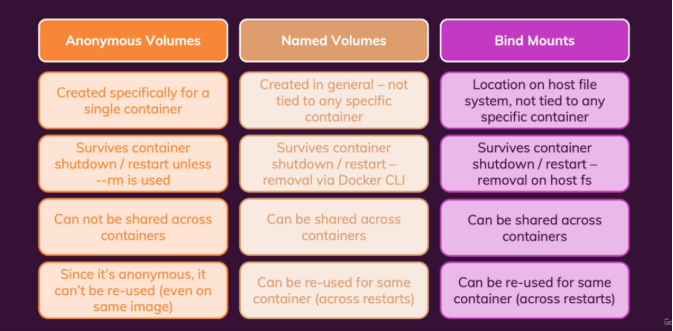 Anonymous Volumes
Named Volumes
Bind Mounts
Created specifically for a
single container
Created in general – not
tied to any specific
container
Location on host file
system, not tied to any
specific container
Survives container
shutdown / restart unless
--rm is used
Survives container
shutdown / restart –
removal via Docker CLI
Survives container
shutdown / restart –
removal on host fs
Can not be shared across
containers
Can be shared across
containers
Can be shared across
containers
Since it's anonymous, it
can't be re-used (even on
same image)
Can be re-used for same
container (across restarts)
Can be re-used for same
container (across restarts)